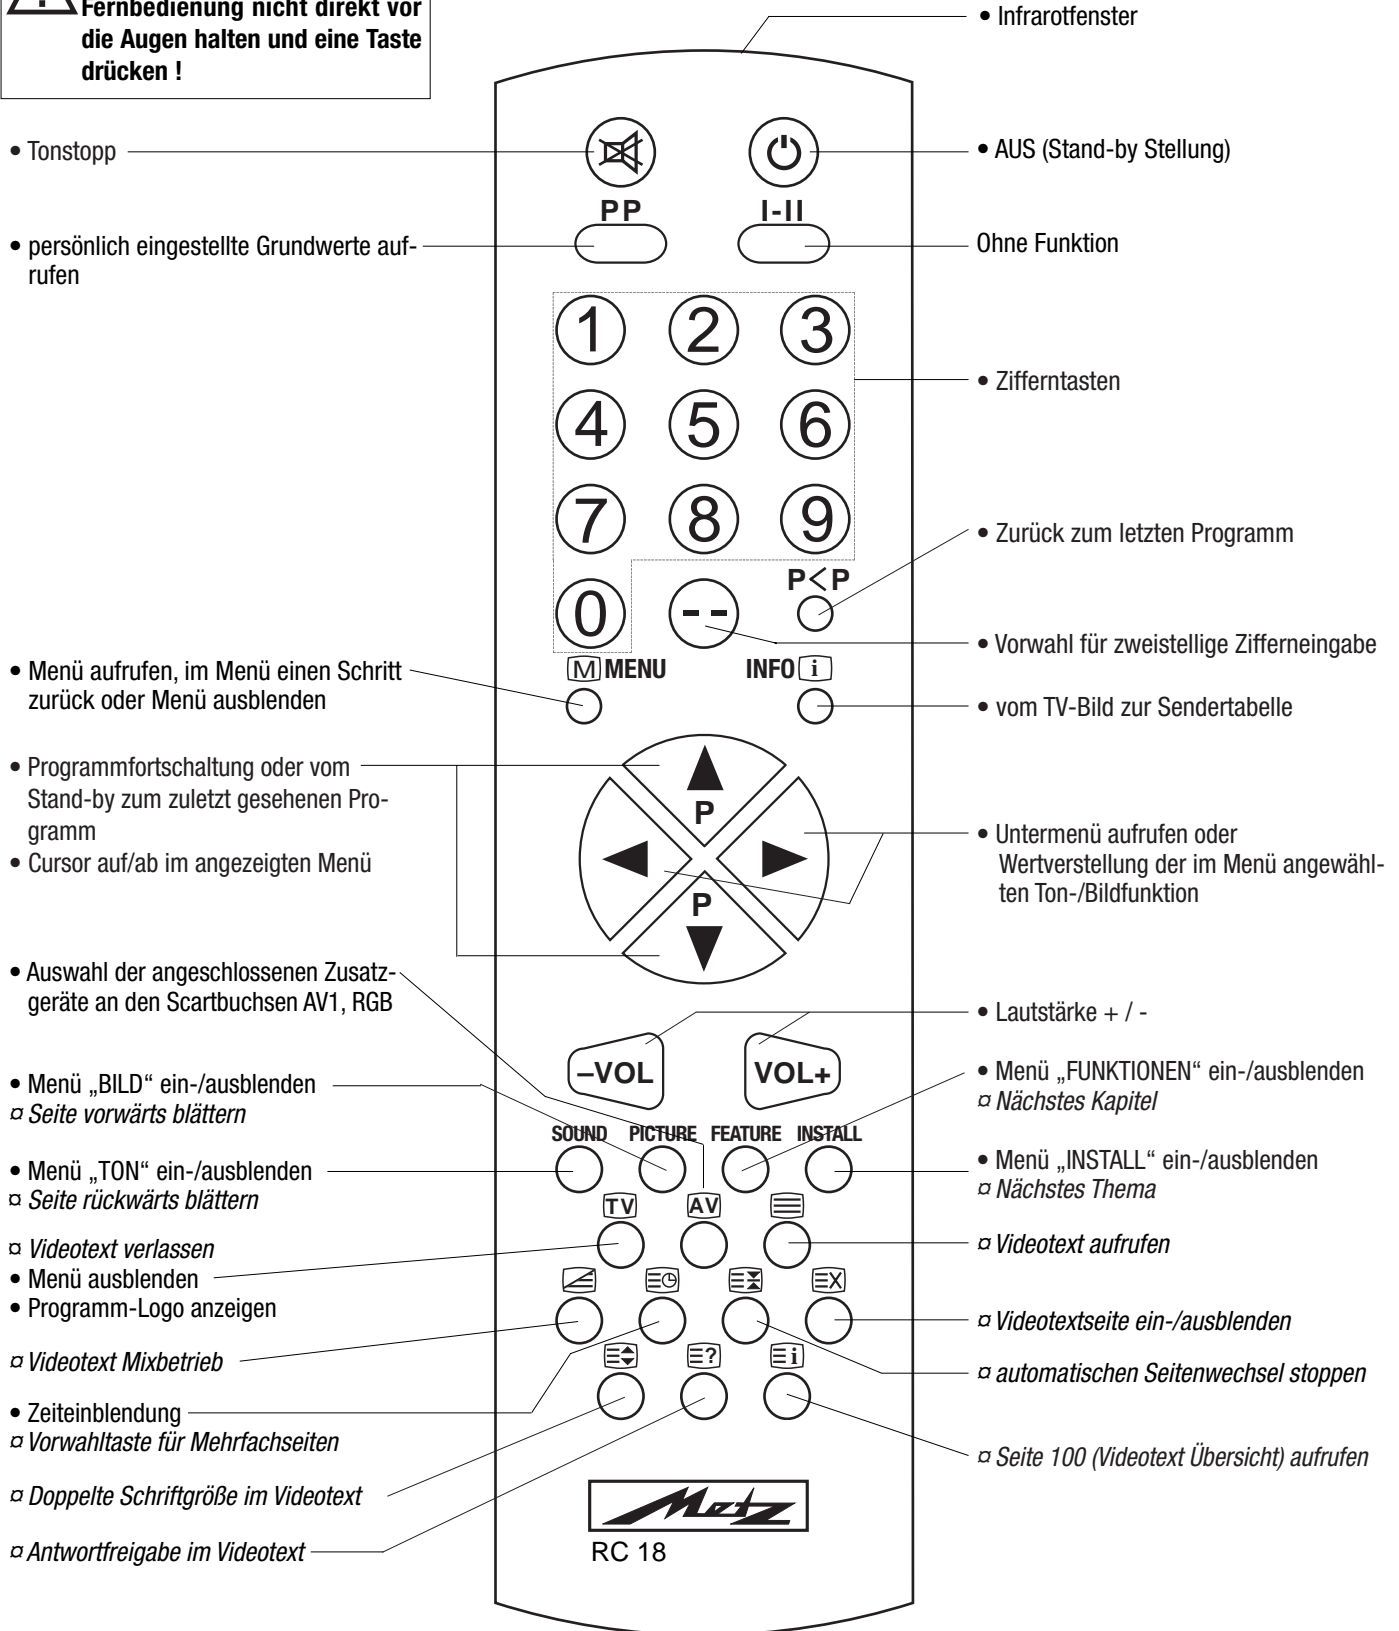 Fernbedienung nicht direkt vor
die Augen halten und eine Taste
drücken !
• Infrarotfenster
• Tonstopp
• AUS (Stand-by Stellung)
PP
I-II
• persönlich eingestellte Grundwerte auf-
rufen
Ohne Funktion
1 2 3
• Zifferntasten
4 5 6
7 8 9
• Zurück zum letzten Programm
P<P
0 --
• Vorwahl für zweistellige Zifferneingabe
• Menü aufrufen, im Menü einen Schritt
zurück oder Menü ausblenden
M MENU
INFO i
• vom TV-Bild zur Sendertabelle
• Programmfortschaltung oder vom
Stand-by zum zuletzt gesehenen Pro-
gramm
• Cursor auf/ab im angezeigten Menü
P
P
• Untermenü aufrufen oder
Wertverstellung der im Menü angewähl-
ten Ton-/Bildfunktion
• Auswahl der angeschlossenen Zusatz-
geräte an den Scartbuchsen AV1, RGB
• Lautstärke + / -
–VOL
VOL+
• Menü „BILD“ ein-/ausblenden
¤ Seite vorwärts blättern
• Menü „FUNKTIONEN“ ein-/ausblenden
¤ Nächstes Kapitel
SOUND PICTURE FEATURE INSTALL
• Menü „TON“ ein-/ausblenden
¤ Seite rückwärts blättern
• Menü „INSTALL“ ein-/ausblenden
¤ Nächstes Thema
TV
AV
¤ Videotext verlassen
• Menü ausblenden
• Programm-Logo anzeigen
¤ Videotext aufrufen
X
¤ Videotextseite ein-/ausblenden
¤ Videotext Mixbetrieb
? i
¤ automatischen Seitenwechsel stoppen
• Zeiteinblendung
¤ Vorwahltaste für Mehrfachseiten
¤ Seite 100 (Videotext Übersicht) aufrufen
¤ Doppelte Schriftgröße im Videotext
¤ Antwortfreigabe im Videotext
Metz
RC 18